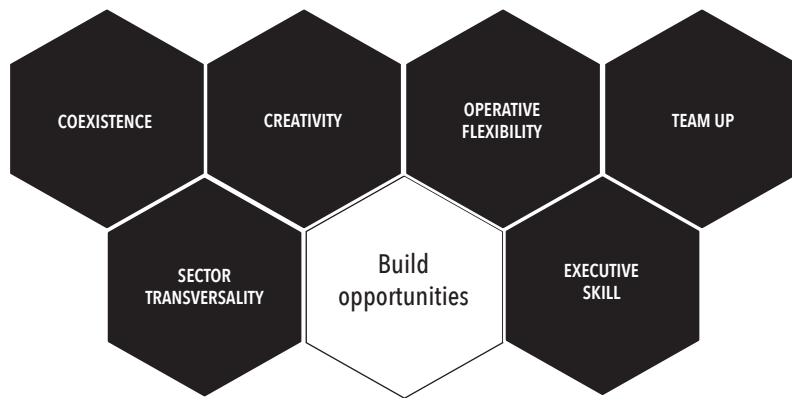 COEXISTENCE
CREATIVITY
OPERATIVE
FLEXIBILITY
TEAM UP
SECTOR
TRANSVERSALITY
Build
opportunities
EXECUTIVE
SKILL